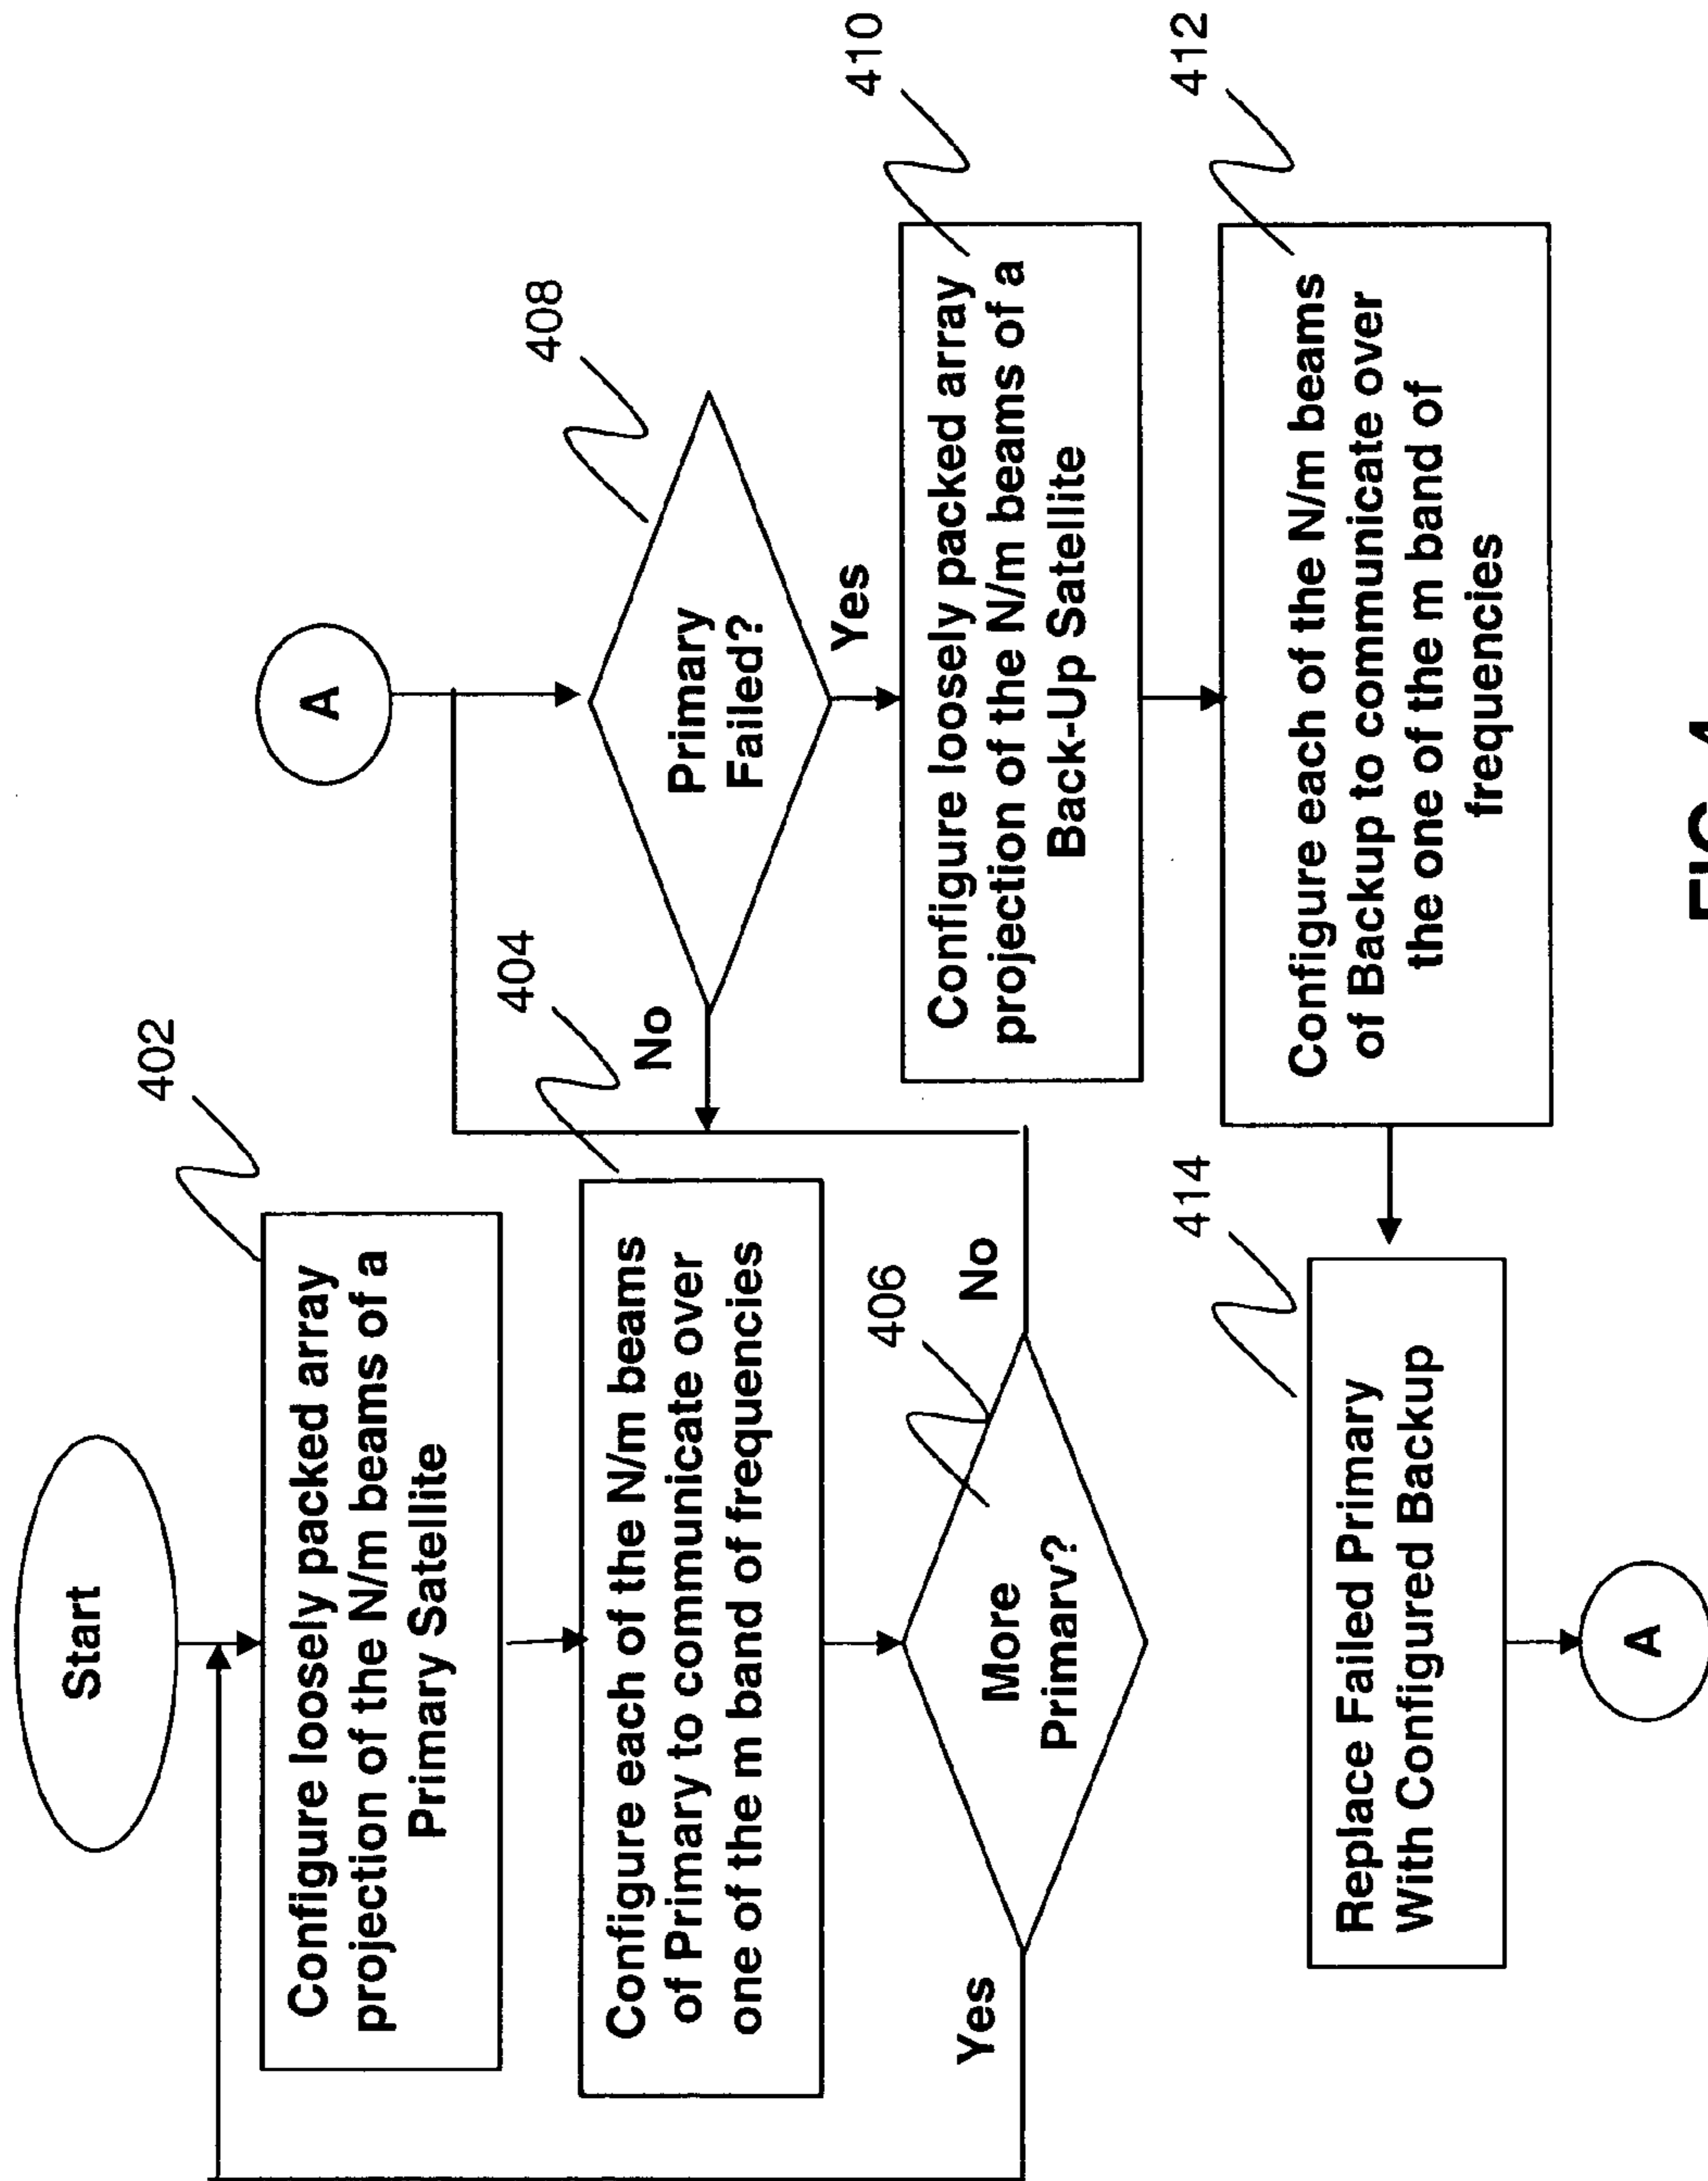 Start
402
Configure loosely packed array
projection of the N/m beams of a
Primary Satellite
404
Configure each of the N/m beams
of Primary to communicate over
one of the m band of frequencies
406
More
Primary?
Yes
No
A
408
Primary
Failed?
No
Yes
410
Configure loosely packed array
projection of the N/m beams of a
Back-Up Satellite
412
Configure each of the N/m beams
of Backup to communicate over
the one of the m band of
frequencies
414
Replace Failed Primary
With Configured Backup
A